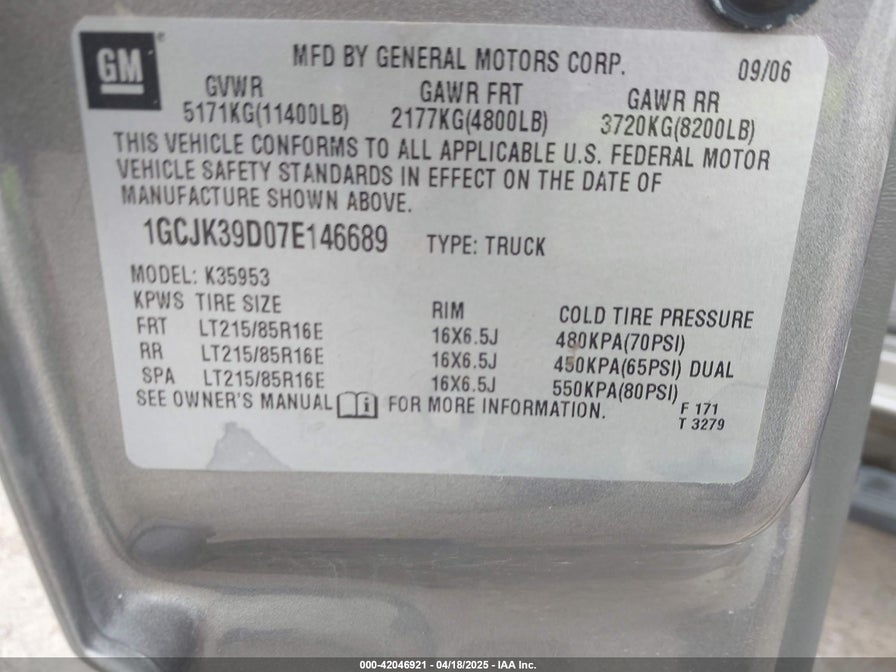 GM
MFD BY GENERAL MOTORS CORP. 09/06
GVWR GAWR FRT GAWR RR
5171KG(11400LB) 2177KG(4800LB) 3720KG(8200LB)
THIS VEHICLE CONFORMS TO ALL APPLICABLE U.S. FEDERAL MOTOR
VEHICLE SAFETY STANDARDS IN EFFECT ON THE DATE OF
MANUFACTURE SHOWN ABOVE.
1GCJK39D07E146689 TYPE: TRUCK
MODEL: K35953
KPWS TIRE SIZE RIM COLD TIRE PRESSURE
FRT LT215/85R16E 16X6.5J 480KPA(70PSI)
RR LT215/85R16E 16X6.5J 450KPA(65PSI) DUAL
SPA LT215/85R16E 16X6.5J 550KPA(80PSI)
SEE OWNER'S MANUAL i FOR MORE INFORMATION. F 171
T 3279
000-42046921 - 04/18/2025 - IAA Inc.